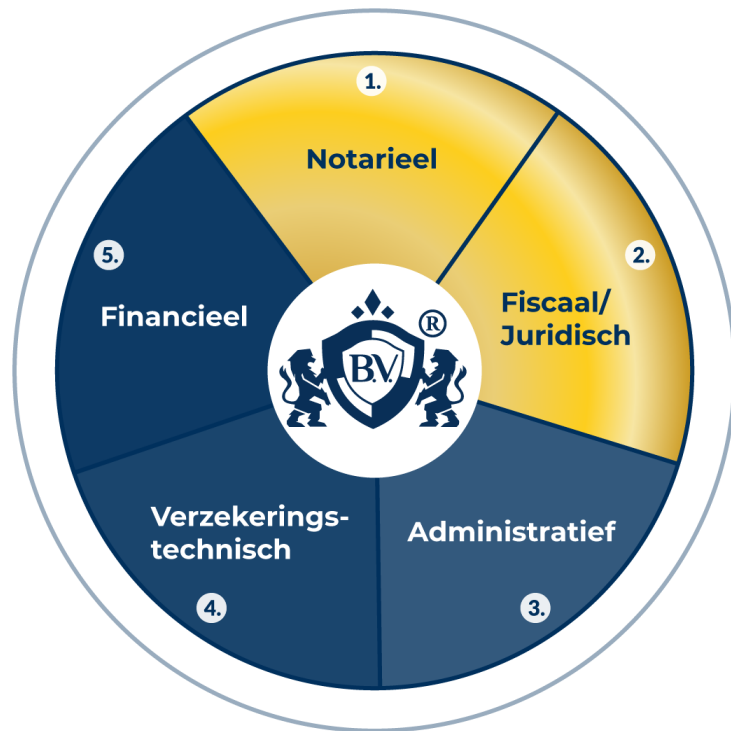 1.
Notarieel
2.
Fiscaal/
Juridisch
3.
Administratief
4.
Verzekerings-
technisch
5.
Financieel
B.V.
®